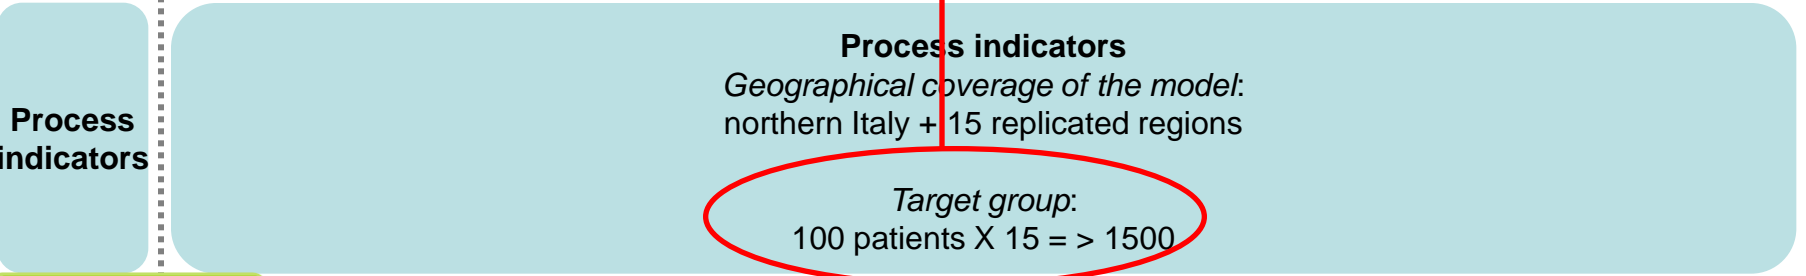 Process
indicators
Process indicators
Geographical coverage of the model:
northern Italy + 15 replicated regions
Target group:
100 patients X 15 = > 1500